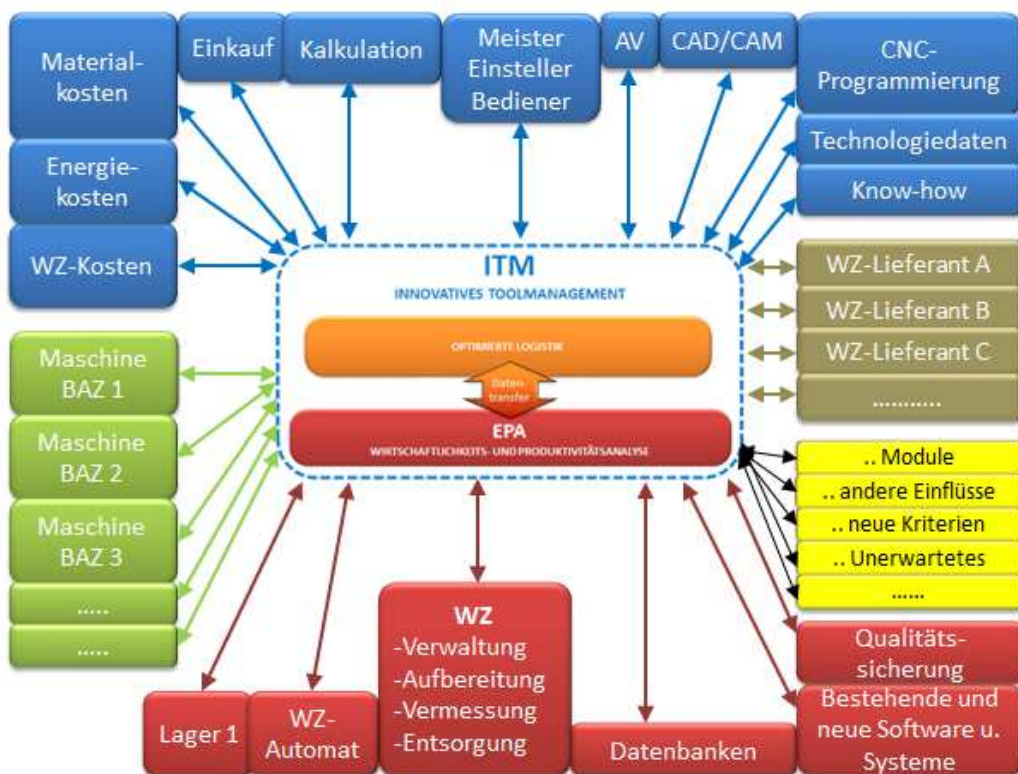 Material-
kosten
Einkauf
Kalkulation
Meister
Einsteller
Bediener
AV
CAD/CAM
CNC-
Programmierung
Energie-
kosten
Technologiedaten
Know-how
WZ-Kosten
ITM
INNOVATIVES TOOLMANAGEMENT
OPTIMIERTE LOGISTIK
Daten-
transfer
EPA
WIRTSCHAFTLICHKEITS- UND PRODUKTIVITÄTSANALYSE
WZ-Lieferant A
WZ-Lieferant B
WZ-Lieferant C
...........
Maschine
BAZ 1
Maschine
BAZ 2
Maschine
BAZ 3
.....
.....
.. Module
.. andere Einflüsse
.. neue Kriterien
.. Unerwartetes
......
WZ
-Verwaltung
-Aufbereitung
-Vermessung
-Entsorgung
Lager 1
WZ-
Automat
Datenbanken
Qualitäts-
sicherung
Bestehende und
neue Software u.
Systeme